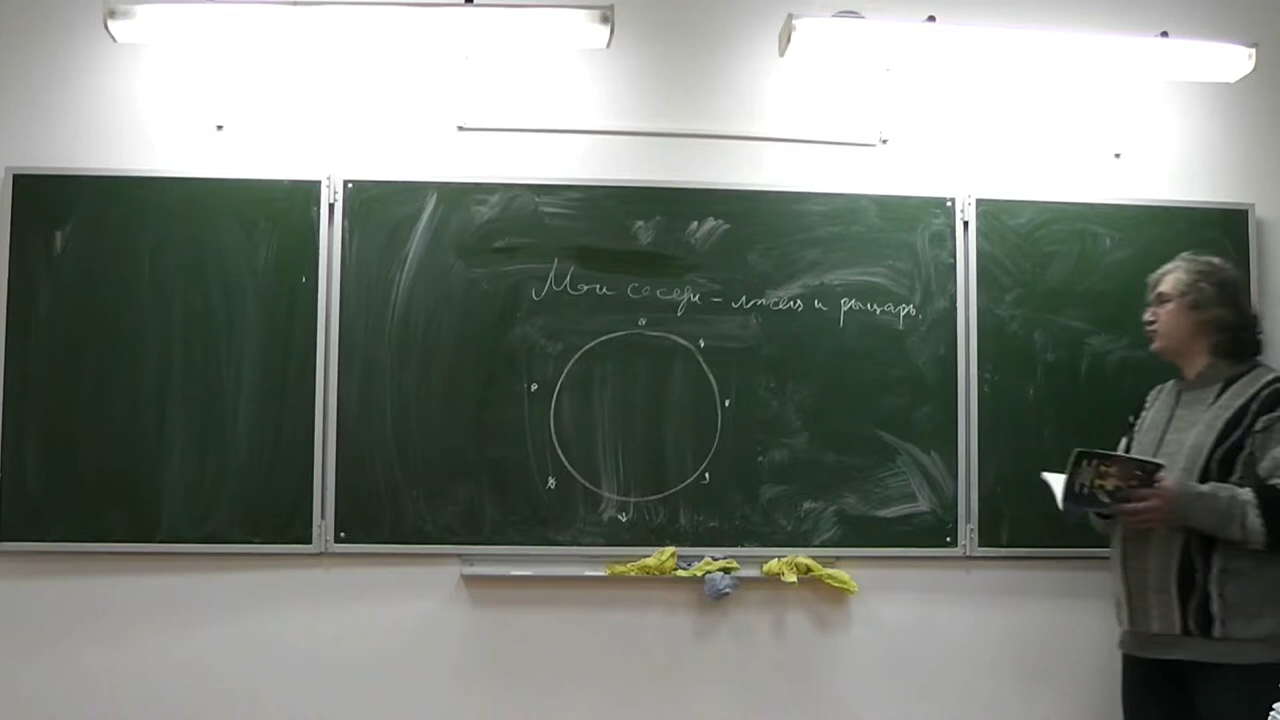 Мои соседи – лжец и рыцарь.